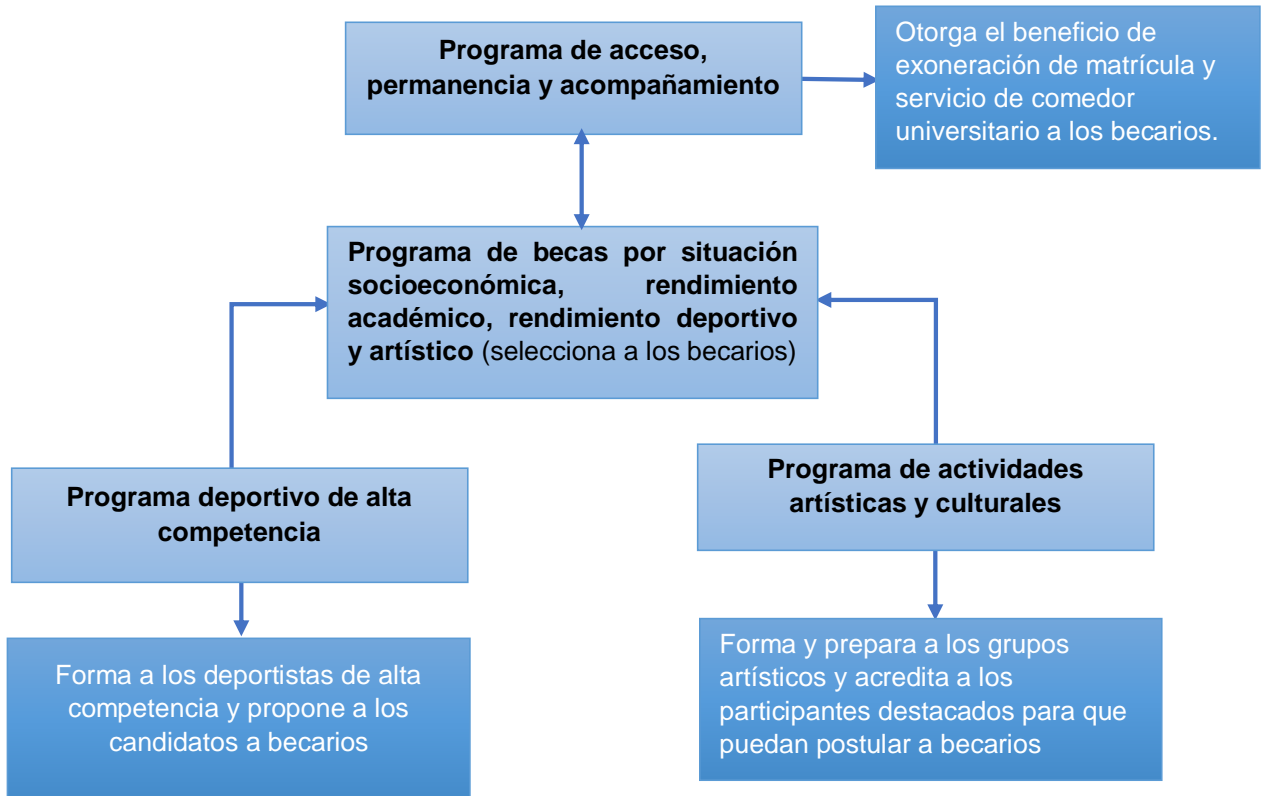 Programa de acceso,
permanencia y acompañamiento
Otorga el beneficio de
exoneración de matrícula y
servicio de comedor
universitario a los becarios.
Programa de becas por situación
socioeconómica, rendimiento
académico, rendimiento deportivo
y artístico (selecciona a los becarios)
Programa deportivo de alta
competencia
Programa de actividades
artísticas y culturales
Forma a los deportistas de alta
competencia y propone a los
candidatos a becarios
Forma y prepara a los grupos
artísticos y acredita a los
participantes destacados para que
puedan postular a becarios